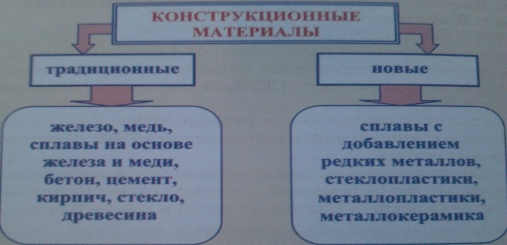 КОНСТРУКЦИОННЫЕ
МАТЕРИАЛЫ
традиционные
новые
железо, медь,
сплавы на основе
железа и меди,
бетон, цемент,
кирпич, стекло,
древесина
сплавы с
добавлением
редких металлов,
стеклопластики,
металлопластики,
металлокерамика